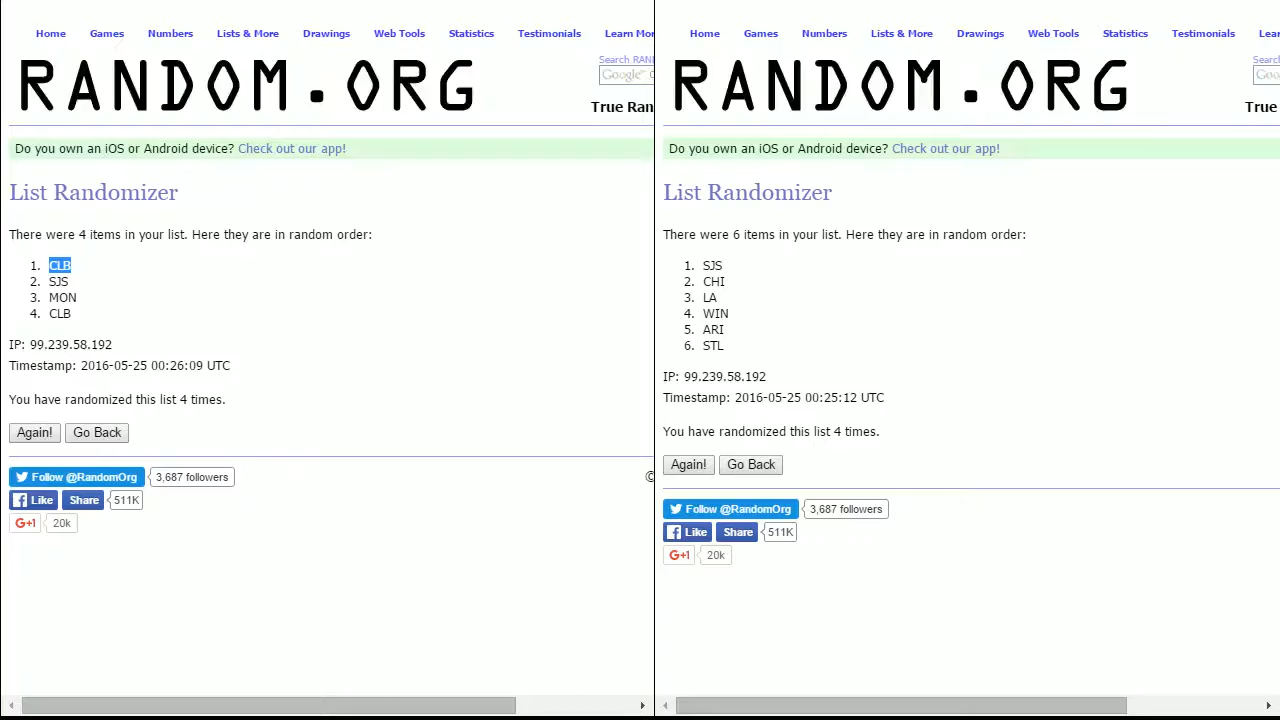 Home Games Numbers Lists & More Drawings Web Tools Statistics Testimonials Learn
RANDOM.ORG
Search
Google
True
Do you own an iOS or Android device? Check out our app!
List Randomizer
There were 4 items in your list. Here they are in random order:
1. CLB
2. SJS
3. MON
4. CLB
IP: 99.239.58.192
Timestamp: 2016-05-25 00:26:09 UTC
You have randomized this list 4 times.
Again! Go Back
©
Follow @RandomOrg 3,687 followers
Like Share 511K
G+1 20k
Home Games Numbers Lists & More Drawings Web Tools Statistics Testimonials
RANDOM.ORG
True
Do you own an iOS or Android device? Check out our app!
List Randomizer
There were 6 items in your list. Here they are in random order:
1. SJS
2. CHI
3. LA
4. WIN
5. ARI
6. STL
IP: 99.239.58.192
Timestamp: 2016-05-25 00:25:12 UTC
You have randomized this list 4 times.
Again! Go Back
Follow @RandomOrg 3,687 followers
Like Share 511K
G+1 20k